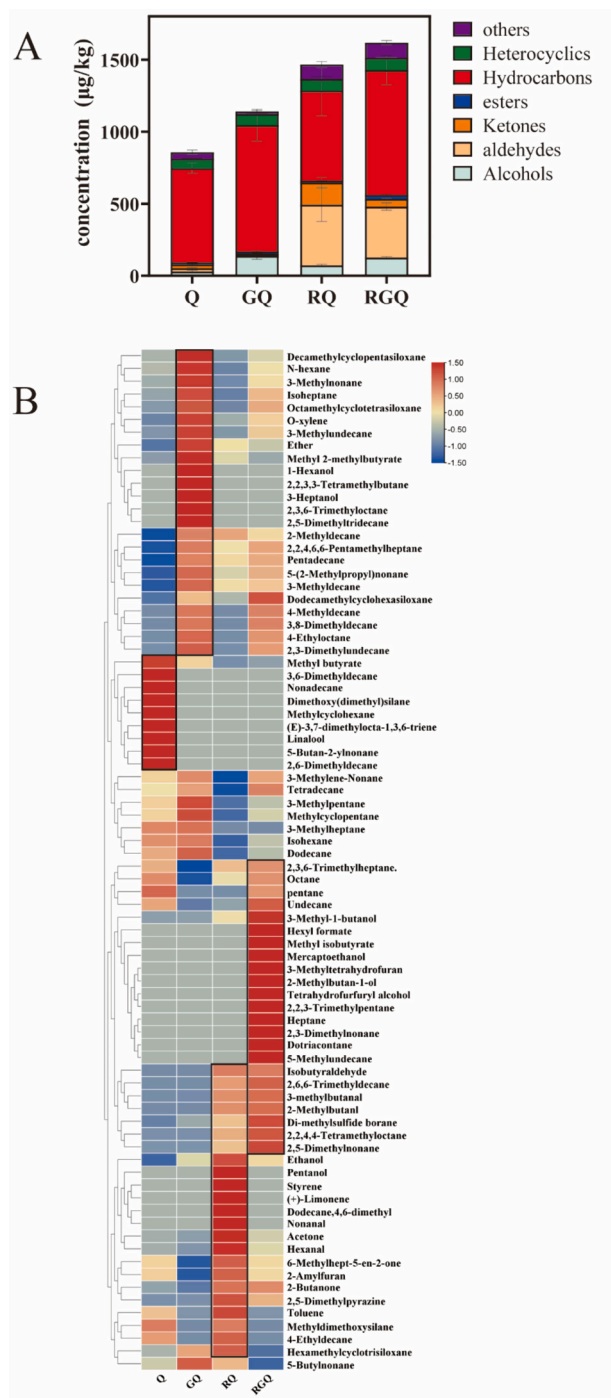 A
concentration (μg/kg)
1500
1000
500
0
Q
GQ
RQ
RGQ
others
Heterocyclics
Hydrocarbons
esters
Ketones
aldehydes
Alcohols
B
1.50
1.00
0.50
0.00
-0.50
-1.00
-1.50
Decamethylcyclopentasiloxane
N-hexane
3-Methylnonane
Isoheptane
Octamethylcyclotetrasiloxane
O-xylene
3-Methylundecane
Ether
Methyl 2-methylbutyrate
1-Hexanol
2,2,3,3-Tetramethylbutane
3-Heptanol
2,3,6-Trimethyloctane
2,5-Dimethyltridecane
2-Methyldecane
2,2,4,6,6-Pentamethylheptane
Pentadecane
5-(2-Methylpropyl)nonane
3-Methyldecane
Dodecamethylcyclohexasiloxane
4-Methyldecane
3,8-Dimethyldecane
4-Ethyloctane
2,3-Dimethylundecane
Methyl butyrate
3,6-Dimethyldecane
Nonadecane
Dimethoxy(dimethyl)silane
Methylcyclohexane
(E)-3,7-dimethylocta-1,3,6-triene
Linalool
5-Butan-2-ylnonane
2,6-Dimethyldecane
3-Methylene-Nonane
Tetradecane
3-Methylpentane
Methylcyclopentane
3-Methylheptane
Isohexane
Dodecane
2,3,6-Trimethylheptane.
Octane
pentane
Undecane
3-Methyl-1-butanol
Hexyl formate
Methyl isobutyrate
Mercaptoethanol
3-Methyltetrahydrofuran
2-Methylbutan-1-ol
Tetrahydrofurfuryl alcohol
2,2,3-Trimethylpentane
Heptane
2,3-Dimethylnonane
Dotriacontane
5-Methylundecane
Isobutyraldehyde
2,6,6-Trimethyldecane
3-methylbutanal
2-Methylbutanl
Di-methylsulfide borane
2,2,4,4-Tetramethyloctane
2,5-Dimethylnonane
Ethanol
Pentanol
Styrene
(+)-Limonene
Dodecane,4,6-dimethyl
Nonanal
Acetone
Hexanal
6-Methylhept-5-en-2-one
2-Amylfuran
2-Butanone
2,5-Dimethylpyrazine
Toluene
Methyldimethoxysilane
4-Ethyldecane
Hexamethylcyclotrisiloxane
5-Butylnonane
Q
GQ
RQ
RGQ